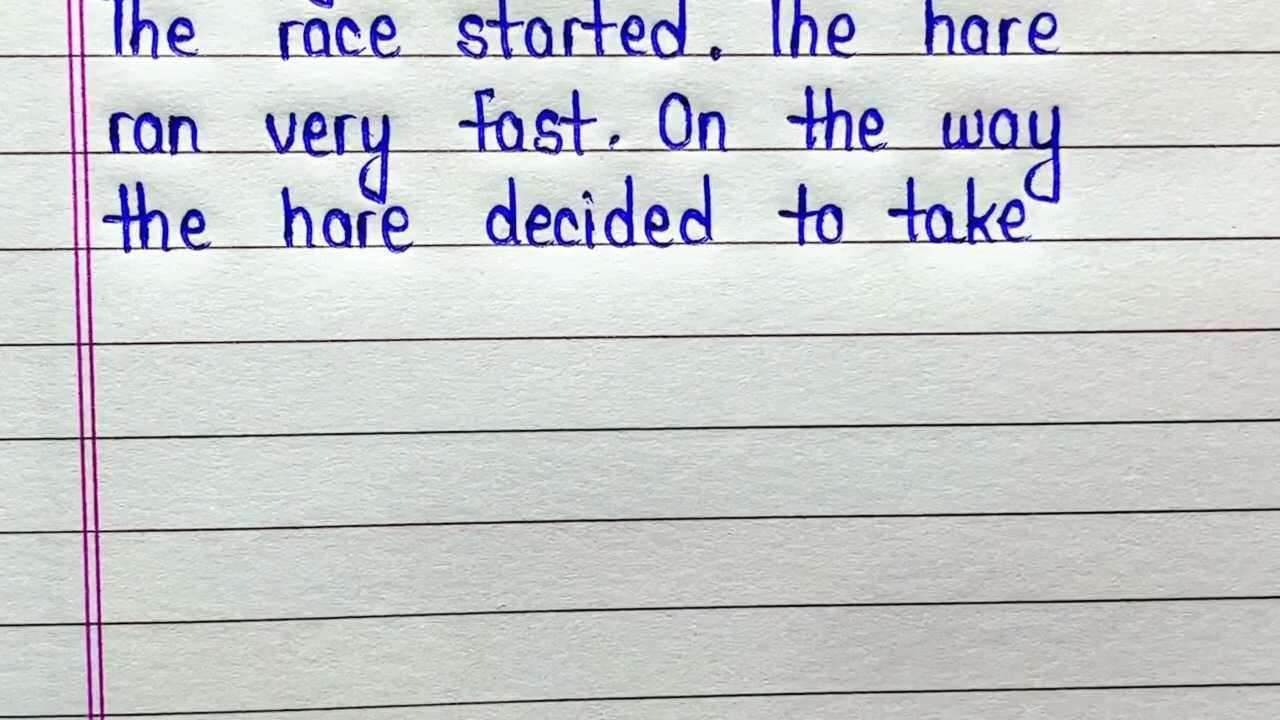 The race started. The hare
ran very fast. On the way
the hare decided to take